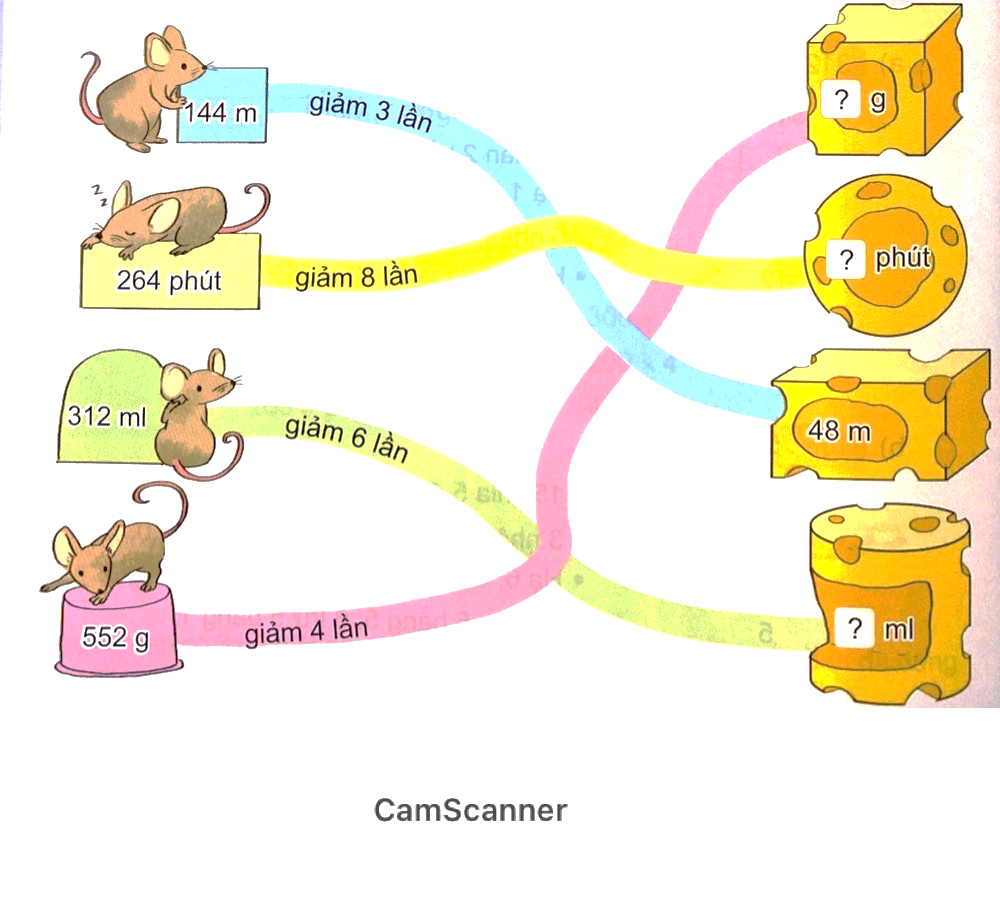 144 m
giảm 3 lần
? g
z
z
264 phút
giảm 8 lần
? phút
312 ml
giảm 6 lần
48 m
552 g
giảm 4 lần
? ml
CamScanner